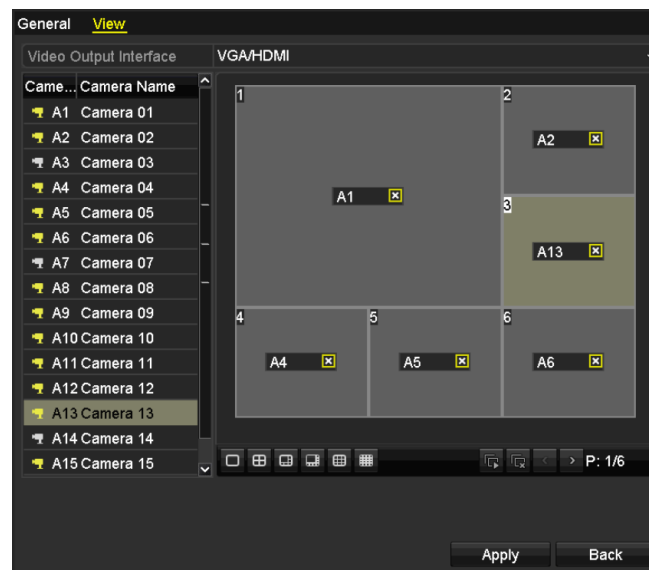 General View
Video Output Interface VGA/HDMI
Came... Camera Name
A1 Camera 01
A2 Camera 02
A3 Camera 03
A4 Camera 04
A5 Camera 05
A6 Camera 06
A7 Camera 07
A8 Camera 08
A9 Camera 09
A10 Camera 10
A11 Camera 11
A12 Camera 12
A13 Camera 13
A14 Camera 14
A15 Camera 15
1
A1
2
A2
3
A13
4
A4
5
A5
6
A6
P: 1/6
Apply Back